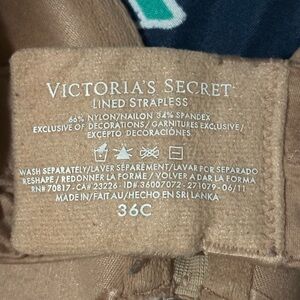 VICTORIA'S SECRET
LINED STRAPLESS
66% NYLON/NAILON 34% SPANDEX
EXCLUSIVE OF DECORATIONS/GARNITURES EXCLUSIVE/
EXCEPTO DECORACIÓNES
WASH SEPARATELY/LAVER SÉPARÉMENT/LAVAR POR SEPARADO
RESHAPE / REDONNER LA FORME / VOLVER A DAR LA FORMA
RN# 70817 - CA# 23226 - ID# 36007072 - 271079 - 06/11
MADE IN/FAIT AU/HECHO EN SRI LANKA
36C